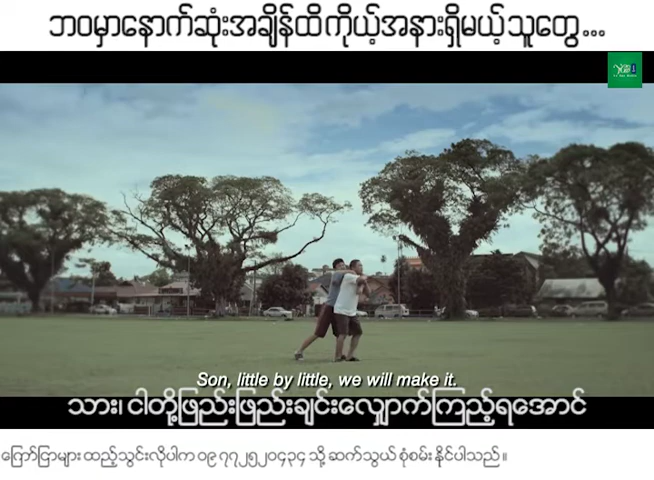 ဘဝမှာနောက်ဆုံးအချိန်ထိကိုယ့်အနားရှိမယ့်သူတွေ...
Son, little by little, we will make it.
သား၊ ငါတို့ဖြည်းဖြည်းချင်းလျှောက်ကြည့်ရအောင်
ကြော်ငြာများ ထည့်သွင်းလိုပါက ၀၉ ၇၇၂၅၂၀၄၃၄ သို့ ဆက်သွယ် စုံစမ်း နိုင်ပါသည်။